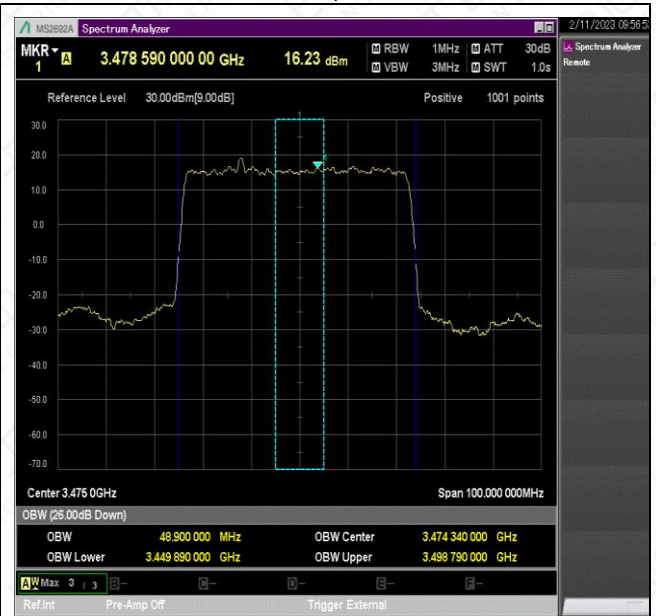 MS2692A Spectrum Analyzer
2/11/2023 09:56:5
MKR A 3.478 590 000 00 GHz 16.23 dBm M RBW 1MHz M ATT 30dB
1 M VBW 3MHz M SWT 1.0s
Spectrum Analyzer
Remote
Reference Level 30.00dBm[9.00dB] Positive 1001 points
1
30.0
20.0
10.0
0.0
-10.0
-20.0
-30.0
-40.0
-50.0
-60.0
-70.0
Center 3.475 0GHz Span 100.000 000MHz
OBW (26.00dB Down)
OBW 48.900 000 MHz OBW Center 3.474 340 000 GHz
OBW Lower 3.449 890 000 GHz OBW Upper 3.498 790 000 GHz
A W Max 3 / 3 B- C- D- E- F-
Ref.Int Pre-Amp Off Trigger External